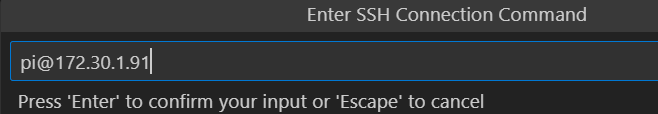 Enter SSH Connection Command
pi@172.30.1.91
Press 'Enter' to confirm your input or 'Escape' to cancel